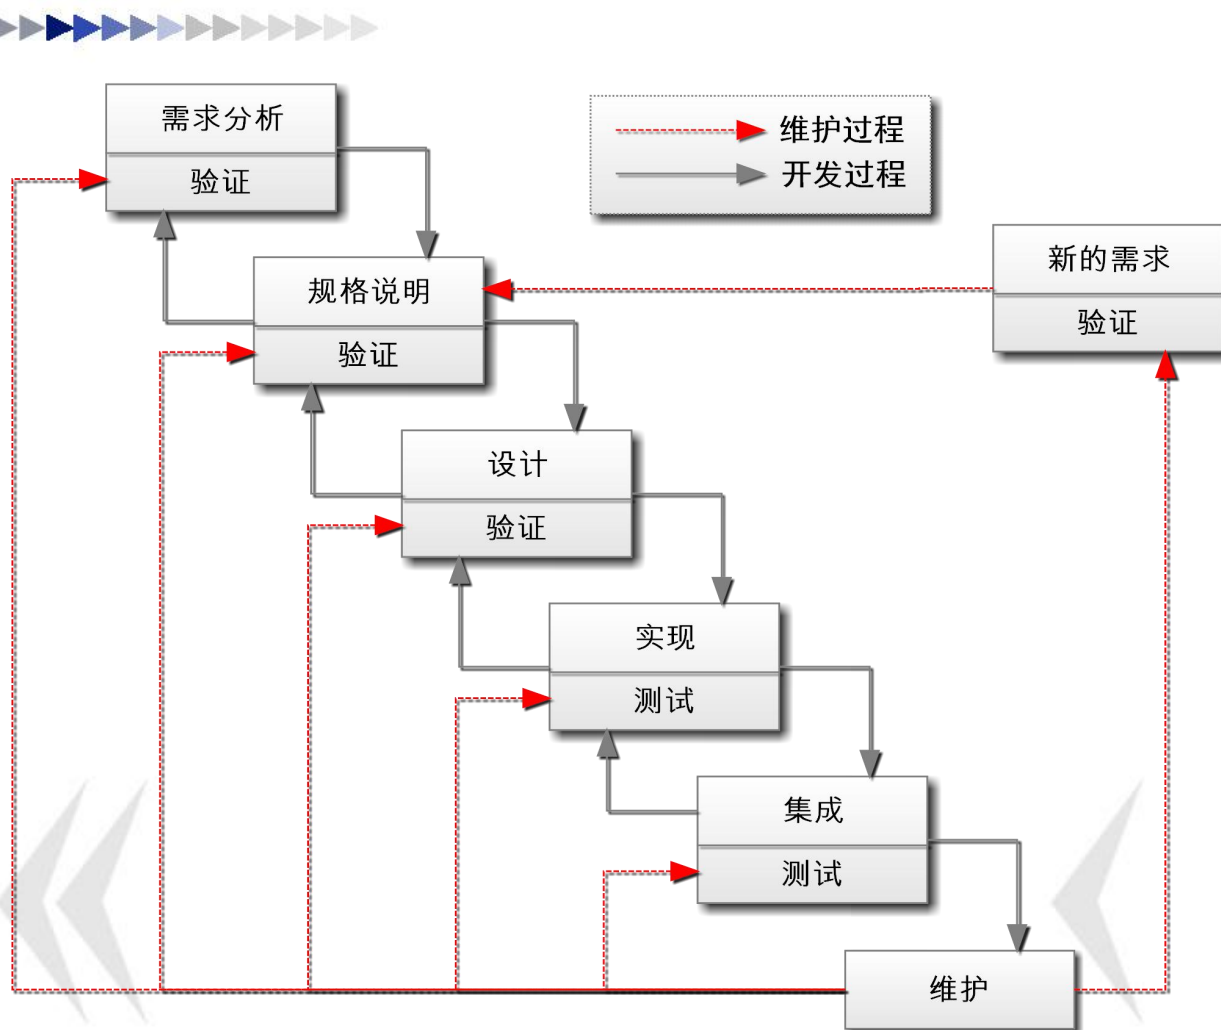 需求分析
验证
维护过程
开发过程
新的需求
验证
规格说明
验证
设计
验证
实现
测试
集成
测试
维护